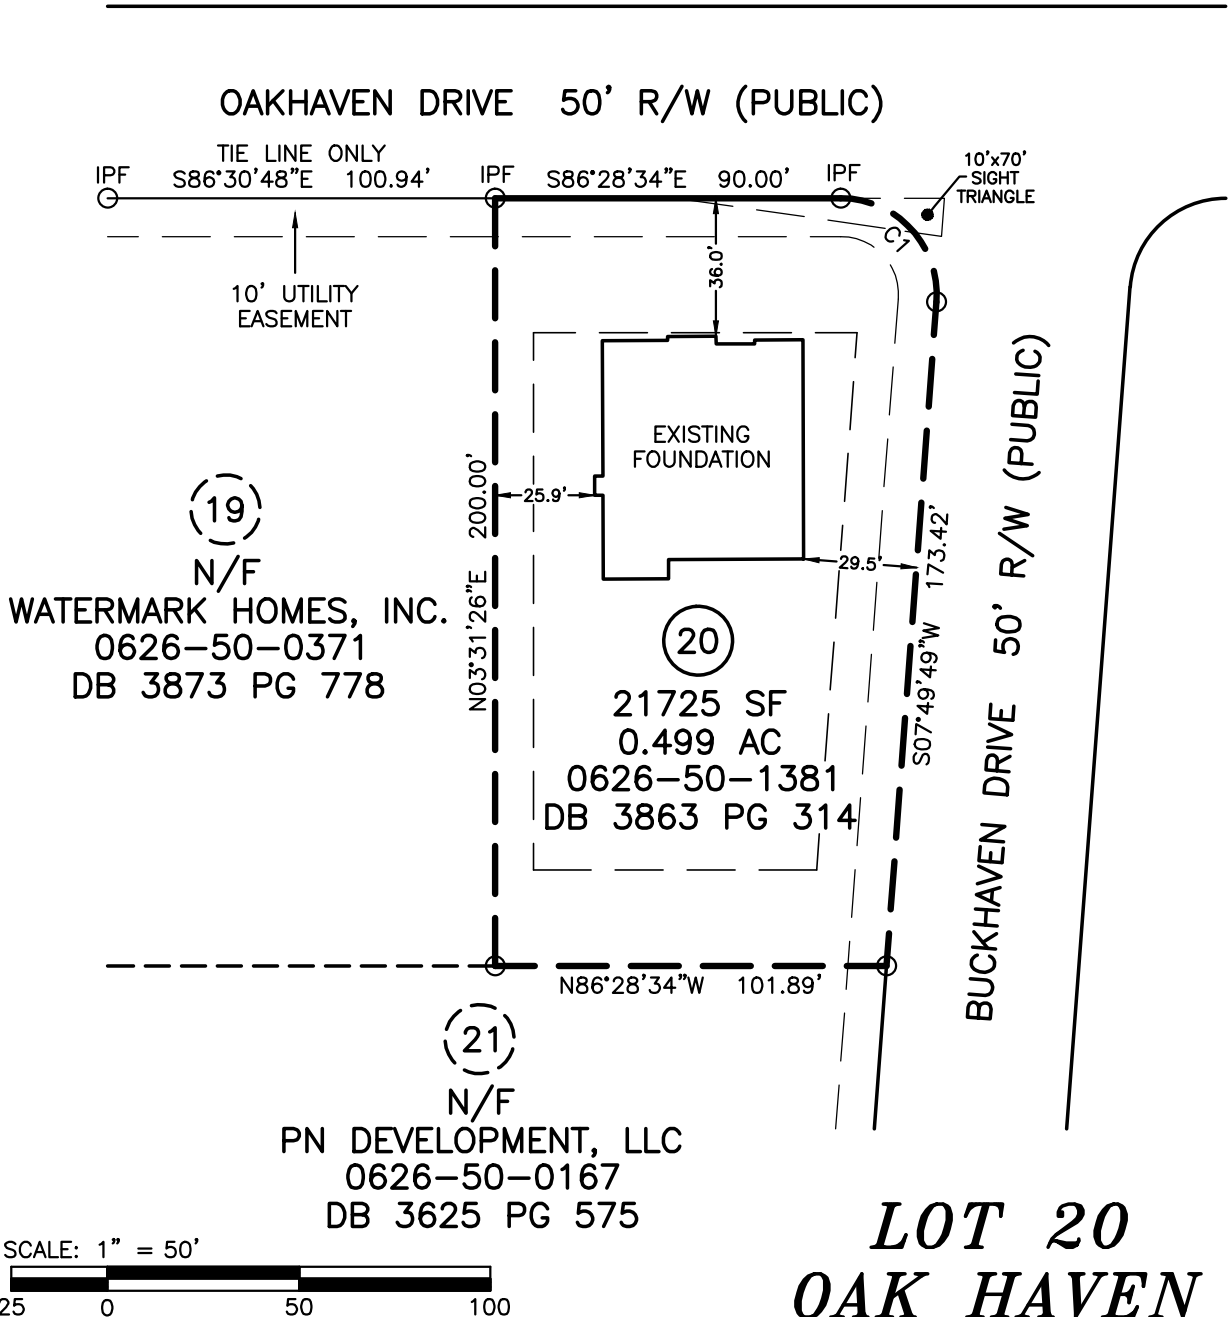 OAKHAVEN DRIVE 50' R/W (PUBLIC)
TIE LINE ONLY
IPF
S86°30'48"E 100.94'
IPF
S86°28'34"E 90.00'
IPF
10'x70'
SIGHT
TRIANGLE
C1
36.0'
10' UTILITY
EASEMENT
EXISTING
FOUNDATION
25.9'
29.5'
N03°31'26"E 200.00'
S07°49'49"W 173.42'
BUCKHAVEN DRIVE 50' R/W (PUBLIC)
19
N/F
WATERMARK HOMES, INC.
0626-50-0371
DB 3873 PG 778
20
21725 SF
0.499 AC
0626-50-1381
DB 3863 PG 314
N86°28'34"W 101.89'
21
N/F
PN DEVELOPMENT, LLC
0626-50-0167
DB 3625 PG 575
SCALE: 1" = 50'
25 0 50 100
LOT 20
OAK HAVEN